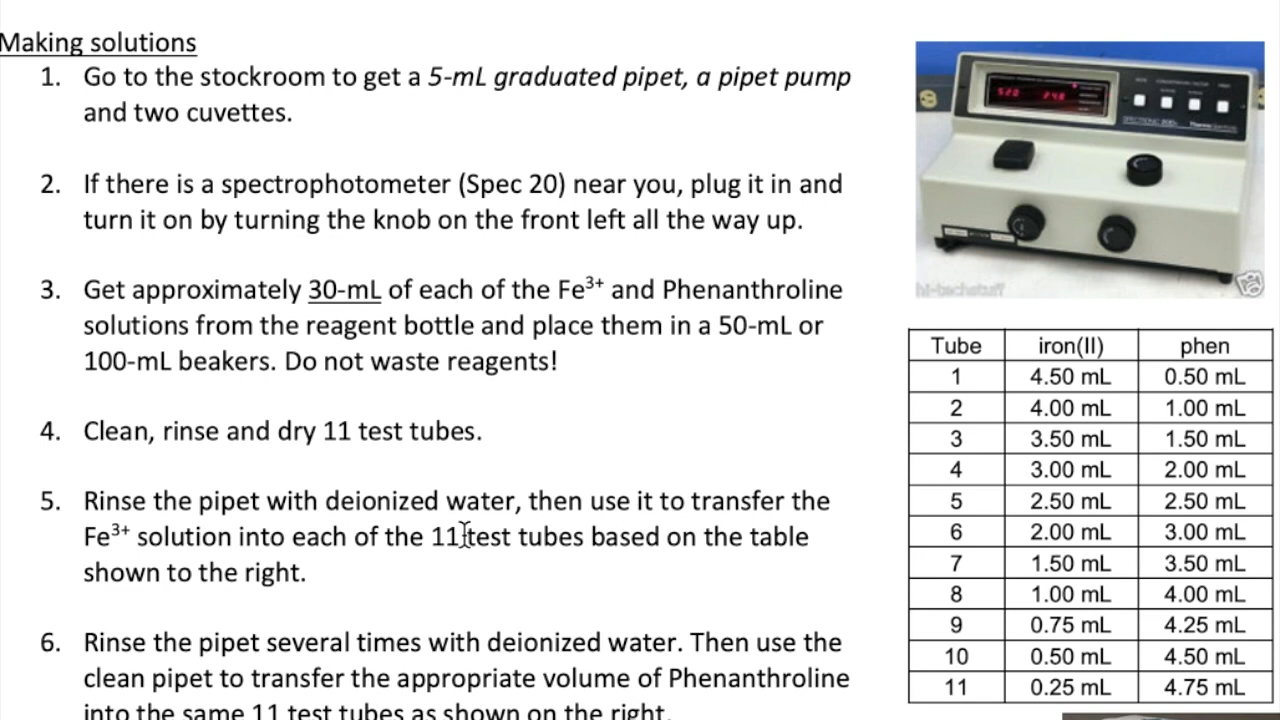 Making solutions
1. Go to the stockroom to get a 5-mL graduated pipet, a pipet pump
and two cuvettes.
2. If there is a spectrophotometer (Spec 20) near you, plug it in and
turn it on by turning the knob on the front left all the way up.
3. Get approximately 30-mL of each of the Fe³⁺ and Phenanthroline
solutions from the reagent bottle and place them in a 50-mL or
100-mL beakers. Do not waste reagents!
4. Clean, rinse and dry 11 test tubes.
5. Rinse the pipet with deionized water, then use it to transfer the
Fe³⁺ solution into each of the 11 test tubes based on the table
shown to the right.
6. Rinse the pipet several times with deionized water. Then use the
clean pipet to transfer the appropriate volume of Phenanthroline
into the same 11 test tubes as shown on the right.
520 24.8
hi-techstuff
Tube iron(II) phen
1 4.50 mL 0.50 mL
2 4.00 mL 1.00 mL
3 3.50 mL 1.50 mL
4 3.00 mL 2.00 mL
5 2.50 mL 2.50 mL
6 2.00 mL 3.00 mL
7 1.50 mL 3.50 mL
8 1.00 mL 4.00 mL
9 0.75 mL 4.25 mL
10 0.50 mL 4.50 mL
11 0.25 mL 4.75 mL